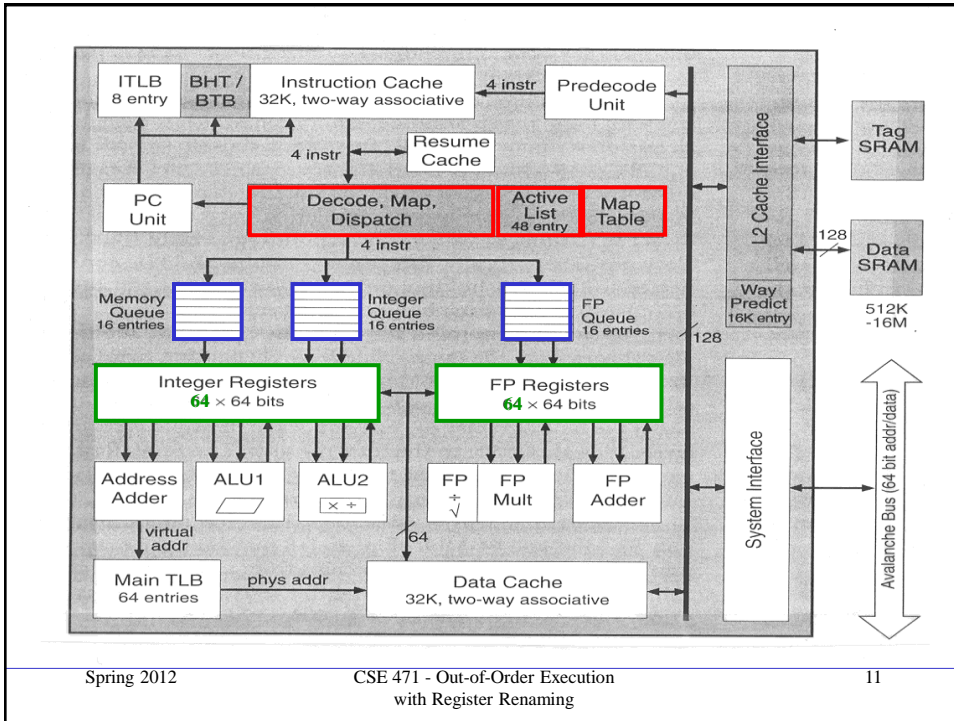 ITLB
8 entry
BHT /
BTB
Instruction Cache
32K, two-way associative
4 instr
Predecode
Unit
4 instr
Resume
Cache
PC
Unit
Decode, Map,
Dispatch
Active
List
48 entry
Map
Table
4 instr
Memory
Queue
16 entries
Integer
Queue
16 entries
FP
Queue
16 entries
Integer Registers
64 × 64 bits
FP Registers
64 × 64 bits
Address
Adder
ALU1
ALU2
× ÷
FP
÷
√
FP
Mult
FP
Adder
virtual
addr
64
Main TLB
64 entries
phys addr
Data Cache
32K, two-way associative
L2 Cache Interface
Way
Predict
16K entry
128
System Interface
Tag
SRAM
128
Data
SRAM
512K
-16M
Avalanche Bus (64 bit addr/data)
Spring 2012
CSE 471 - Out-of-Order Execution
with Register Renaming
11